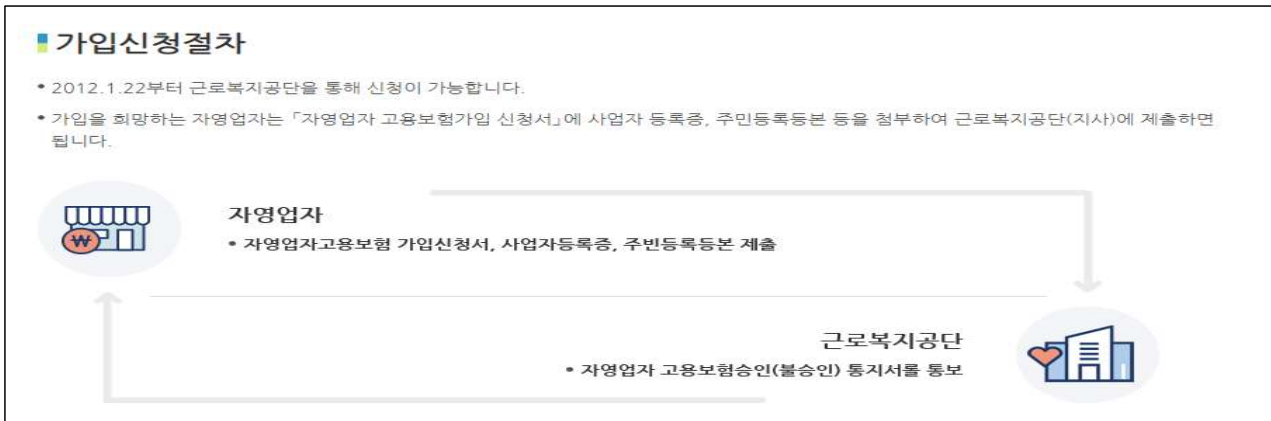 가입신청절차
• 2012.1.22부터 근로복지공단을 통해 신청이 가능합니다.
• 가입을 희망하는 자영업자는 「자영업자 고용보험가입 신청서」에 사업자 등록증, 주민등록등본 등을 첨부하여 근로복지공단(지사)에 제출하면
됩니다.
자영업자
• 자영업자고용보험 가입신청서, 사업자등록증, 주빈등록등본 제출
근로복지공단
• 자영업자 고용보험승인(불승인) 통지서롤 통보